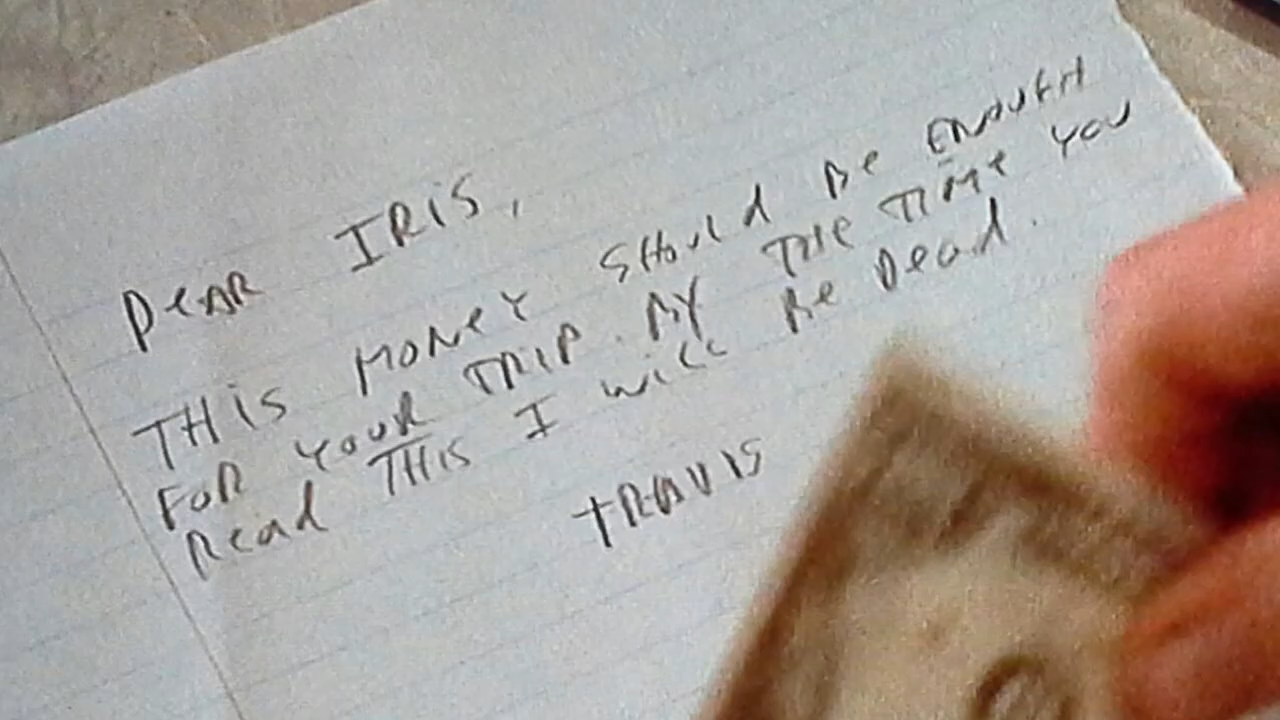 DEAR IRIS,
THIS MONEY SHOULD BE ENOUGH
FOR YOUR TRIP. BY THE TIME YOU
READ THIS I WILL BE DEAD.
TRAVIS